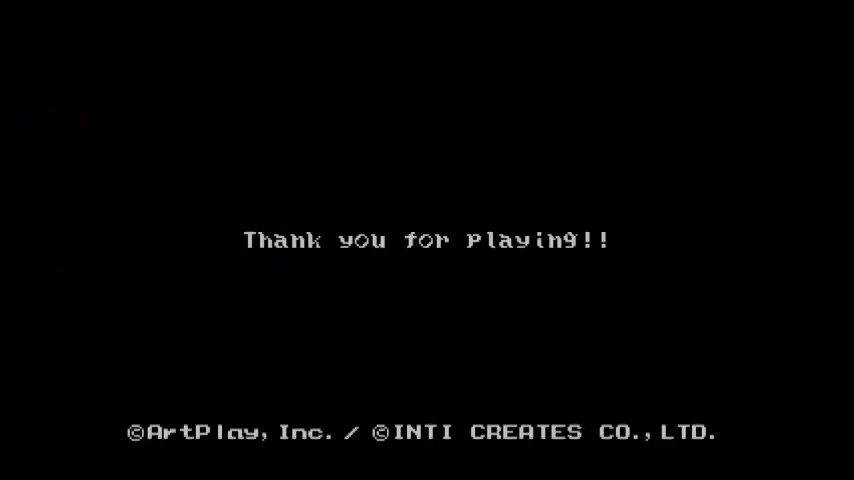 Thank you for playing!!
©ArtPlay, Inc. / ©INTI CREATES CO., LTD.